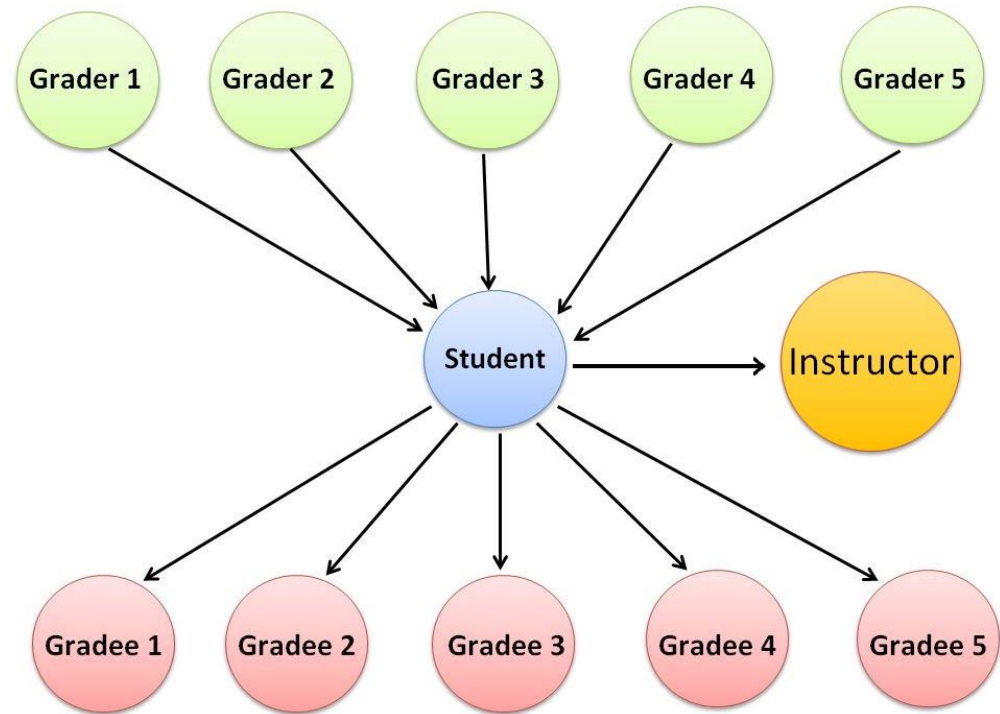 Grader 1
Grader 2
Grader 3
Grader 4
Grader 5
Student
Instructor
Gradee 1
Gradee 2
Gradee 3
Gradee 4
Gradee 5